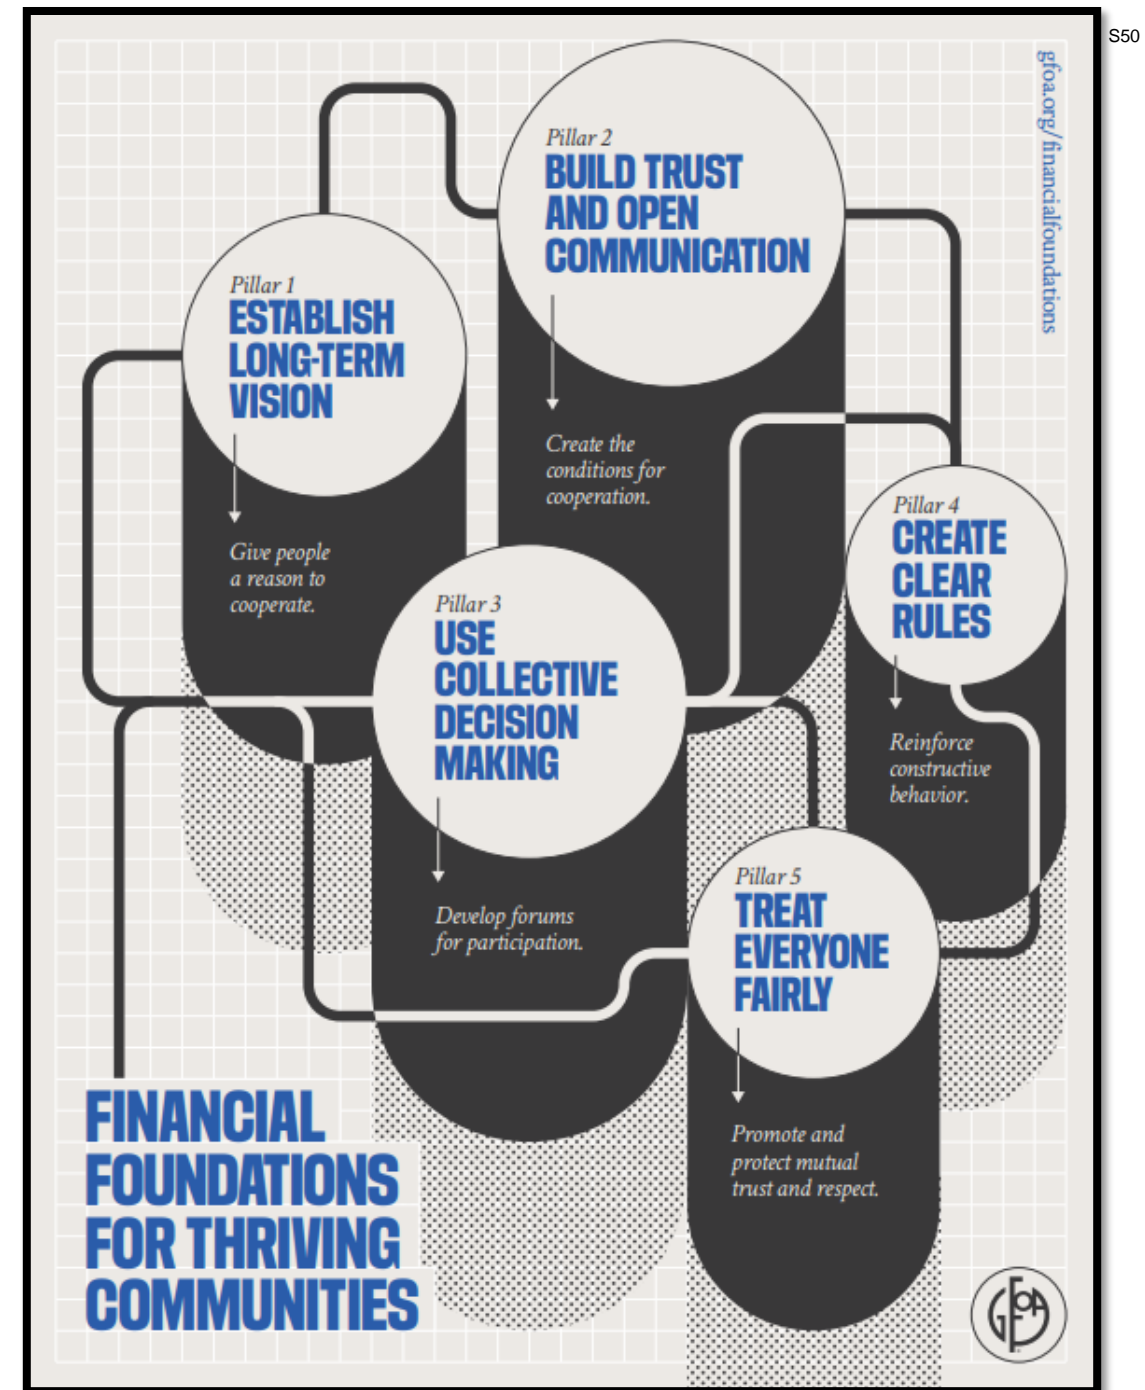 S50
gfoa.org/financialfoundations
Pillar 1
ESTABLISH
LONG-TERM
VISION
Give people
a reason to
cooperate.
Pillar 2
BUILD TRUST
AND OPEN
COMMUNICATION
Create the
conditions for
cooperation.
Pillar 3
USE
COLLECTIVE
DECISION
MAKING
Develop forums
for participation.
Pillar 4
CREATE
CLEAR
RULES
Reinforce
constructive
behavior.
Pillar 5
TREAT
EVERYONE
FAIRLY
Promote and
protect mutual
trust and respect.
FINANCIAL
FOUNDATIONS
FOR THRIVING
COMMUNITIES
GFOA